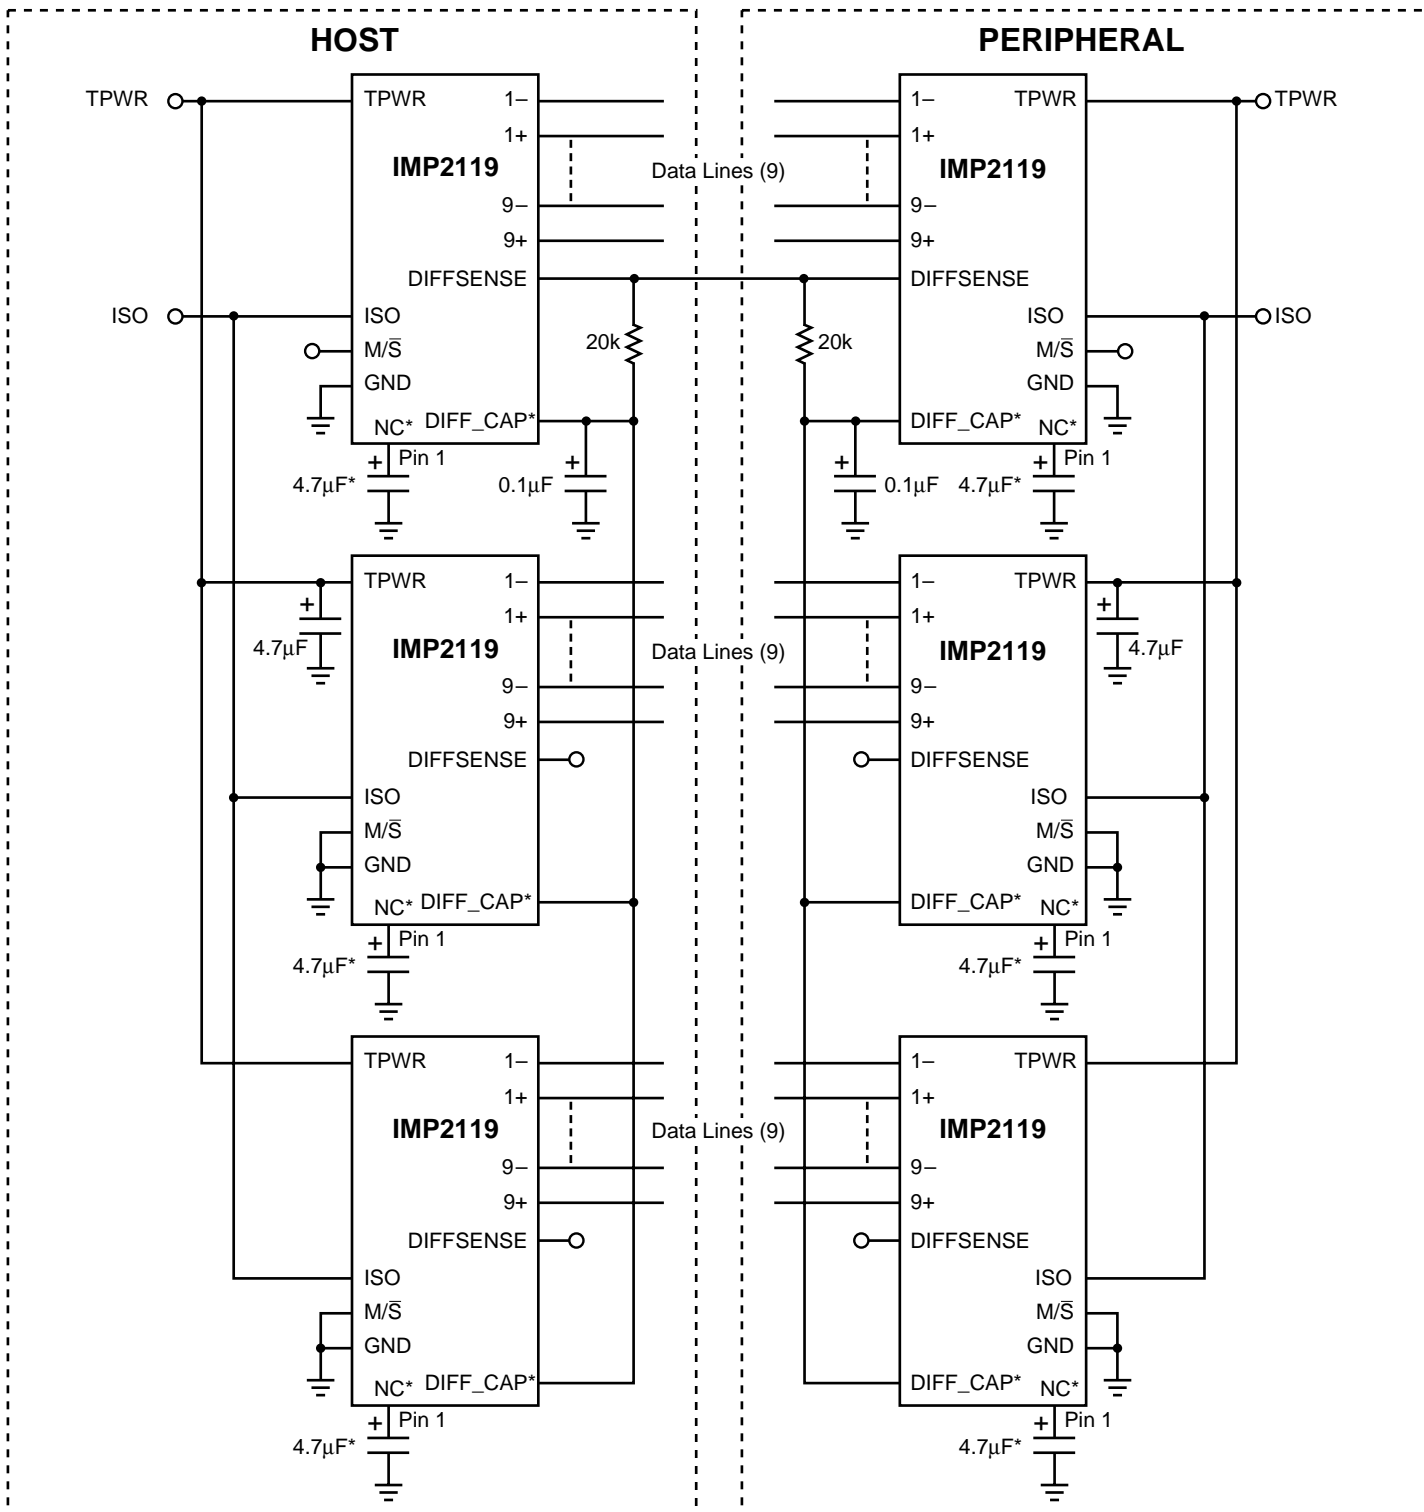 HOST
PERIPHERAL
TPWR
TPWR
1–
1–
TPWR
TPWR
1+
1+
IMP2119
Data Lines (9)
IMP2119
9–
9–
9+
9+
DIFFSENSE
DIFFSENSE
ISO
ISO
ISO
ISO
20k
20k
M/S̅
M/S̅
GND
GND
DIFF_CAP*
DIFF_CAP*
NC*
NC*
Pin 1
Pin 1
+
+
+
+
4.7µF*
0.1µF
0.1µF
4.7µF*
TPWR
1–
1–
TPWR
+
+
1+
1+
4.7µF
IMP2119
Data Lines (9)
IMP2119
4.7µF
9–
9–
9+
9+
DIFFSENSE
DIFFSENSE
ISO
ISO
M/S̅
M/S̅
GND
GND
NC*
DIFF_CAP*
DIFF_CAP*
NC*
Pin 1
Pin 1
+
+
4.7µF*
4.7µF*
TPWR
1–
1–
TPWR
1+
1+
IMP2119
Data Lines (9)
IMP2119
9–
9–
9+
9+
DIFFSENSE
DIFFSENSE
ISO
ISO
M/S̅
M/S̅
GND
GND
NC*
DIFF_CAP*
DIFF_CAP*
NC*
Pin 1
Pin 1
+
+
4.7µF*
4.7µF*